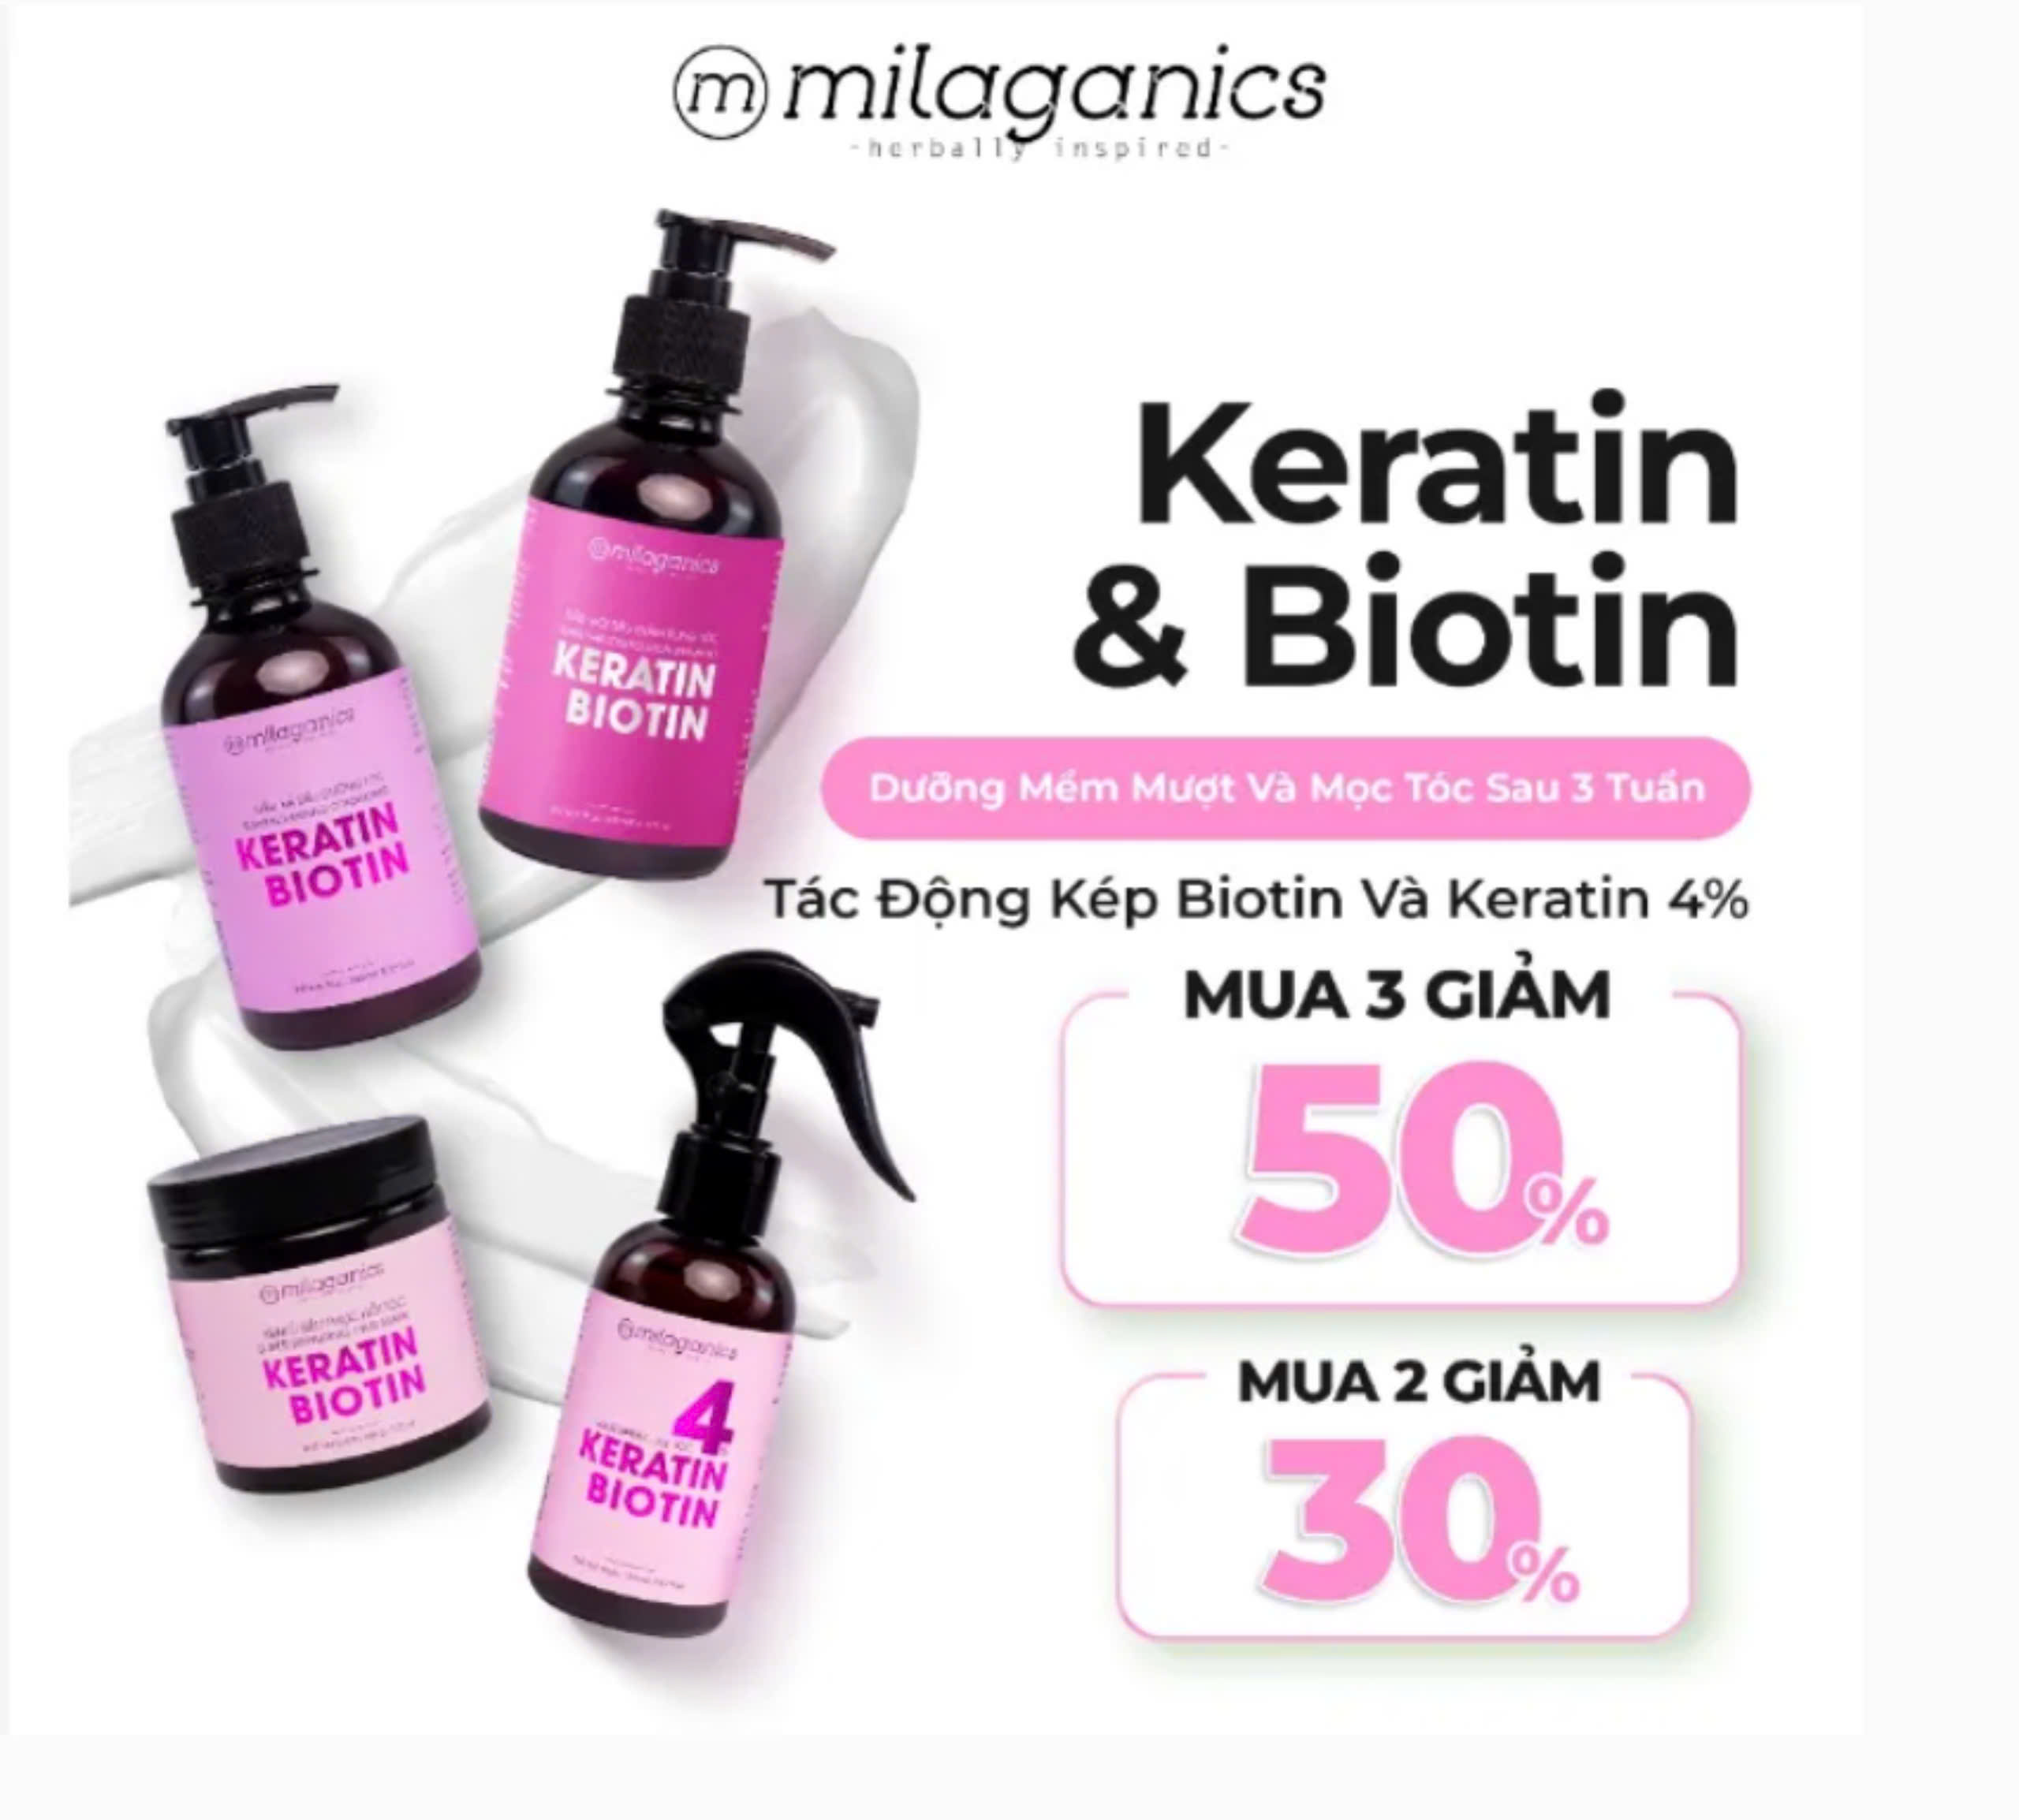 m milaganics
-herbally inspired-
Keratin
& Biotin
Dưỡng Mềm Mượt Và Mọc Tóc Sau 3 Tuần
Tác Động Kép Biotin Và Keratin 4%
MUA 3 GIẢM
50%
MUA 2 GIẢM
30%
milaganics
KERATIN
BIOTIN
milaganics
KERATIN
BIOTIN
milaganics
KERATIN
BIOTIN
milaganics
4
KERATIN
BIOTIN